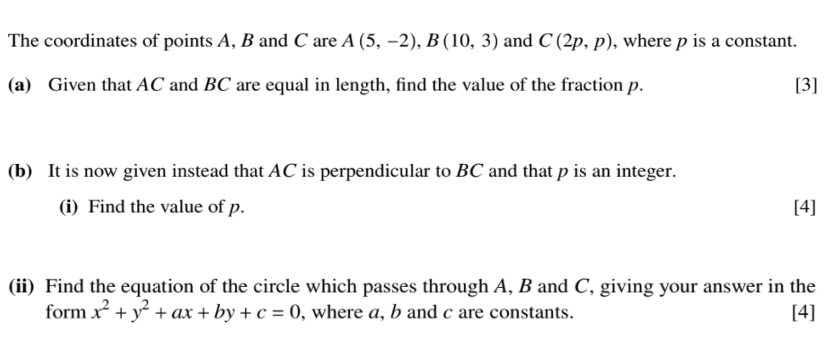 The coordinates of points A, B and C are A (5, −2), B (10, 3) and C (2p, p), where p is a constant.
(a) Given that AC and BC are equal in length, find the value of the fraction p. [3]
(b) It is now given instead that AC is perpendicular to BC and that p is an integer.
(i) Find the value of p. [4]
(ii) Find the equation of the circle which passes through A, B and C, giving your answer in the
form x² + y² + ax + by + c = 0, where a, b and c are constants. [4]